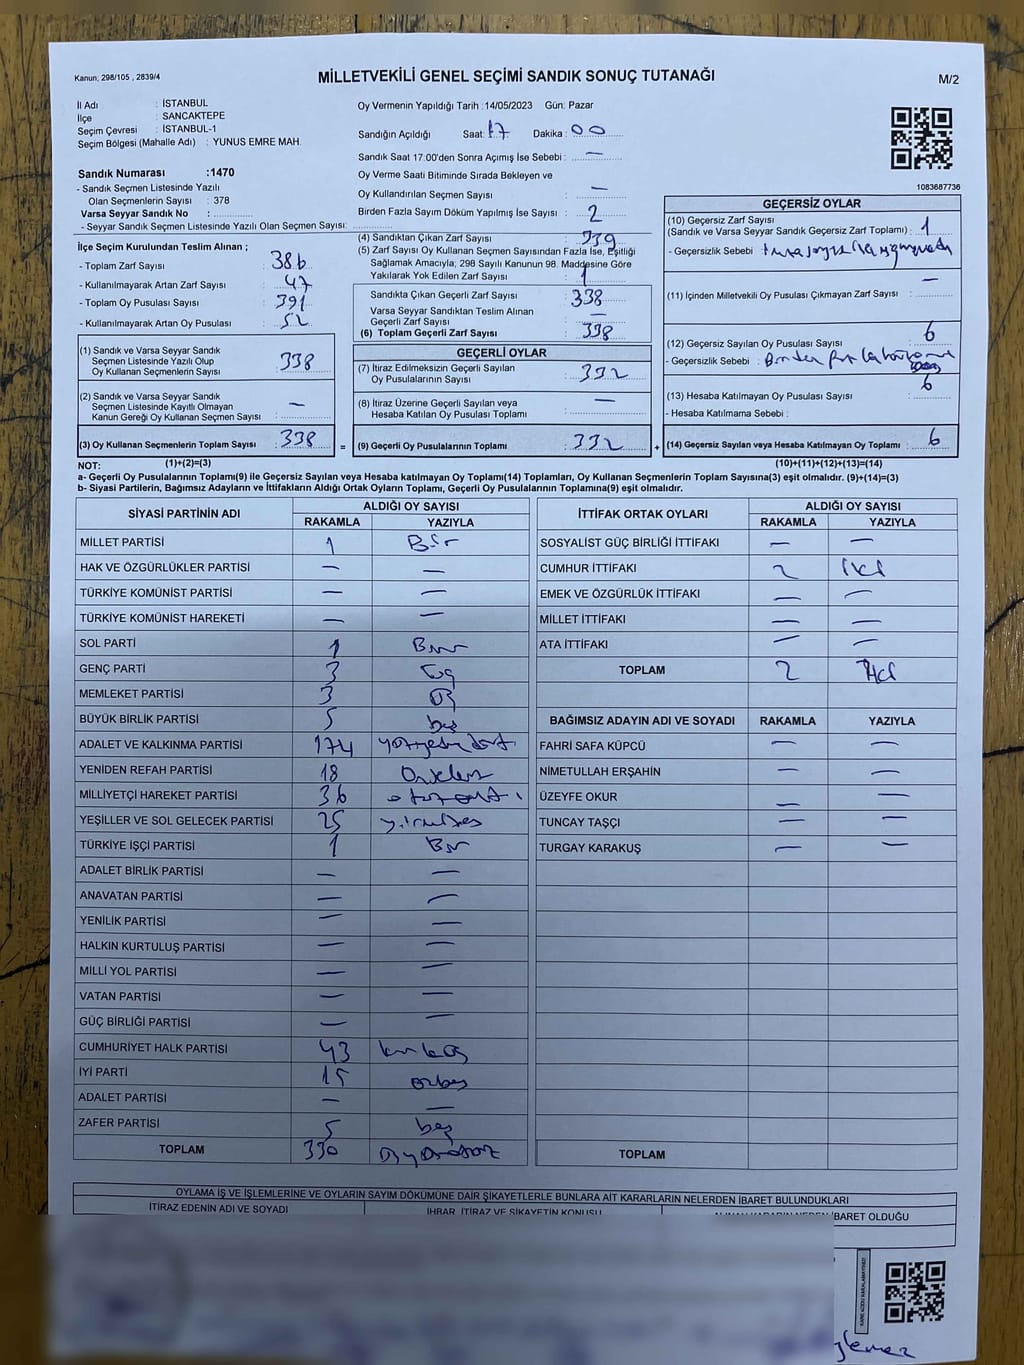 Kanun; 298/105 , 2839/4
MİLLETVEKİLİ GENEL SEÇİMİ SANDIK SONUÇ TUTANAĞI
M/2
İl Adı : İSTANBUL
İlçe : SANCAKTEPE
Seçim Çevresi : İSTANBUL-1
Seçim Bölgesi (Mahalle Adı) : YUNUS EMRE MAH.
Sandık Numarası :1470
- Sandık Seçmen Listesinde Yazılı
Olan Seçmenlerin Sayısı : 378
Varsa Seyyar Sandık No :
- Seyyar Sandık Seçmen Listesinde Yazılı Olan Seçmen Sayısı:
İlçe Seçim Kurulundan Teslim Alınan ;
- Toplam Zarf Sayısı : 386
- Kullanılmayarak Artan Zarf Sayısı : 47
- Toplam Oy Pusulası Sayısı : 391
- Kullanılmayarak Artan Oy Pusulası : 52
(1) Sandık ve Varsa Seyyar Sandık
Seçmen Listesinde Yazılı Olup
Oy Kullanan Seçmenlerin Sayısı : 338
(2) Sandık ve Varsa Seyyar Sandık
Seçmen Listesinde Kayıtlı Olmayan
Kanun Gereği Oy Kullanan Seçmen Sayısı : —
(3) Oy Kullanan Seçmenlerin Toplam Sayısı : 338 =
(1)+(2)=(3)
Oy Vermenin Yapıldığı Tarih :14/05/2023 Gün: Pazar
Sandığın Açıldığı Saat: 17 Dakika : 00
Sandık Saat 17:00'den Sonra Açımış İse Sebebi : —
Oy Verme Saati Bitiminde Sırada Bekleyen ve
Oy Kullandırılan Seçmen Sayısı : —
Birden Fazla Sayım Döküm Yapılmış İse Sayısı : 2
(4) Sandıktan Çıkan Zarf Sayısı : 339
(5) Zarf Sayısı Oy Kullanan Seçmen Sayısından Fazla İse, Eşitliği
Sağlamak Amacıyla; 298 Sayılı Kanunun 98. Maddesine Göre
Yakılarak Yok Edilen Zarf Sayısı : 1
Sandıkta Çıkan Geçerli Zarf Sayısı : 338
Varsa Seyyar Sandıktan Teslim Alınan
Geçerli Zarf Sayısı : —
(6) Toplam Geçerli Zarf Sayısı : 338
GEÇERLİ OYLAR
(7) İtiraz Edilmeksizin Geçerli Sayılan
Oy Pusulalarının Sayısı : 332
(8) İtiraz Üzerine Geçerli Sayılan veya
Hesaba Katılan Oy Pusulası Toplamı : —
(9) Geçerli Oy Pusulalarının Toplamı : 332 +
1083687736
GEÇERSİZ OYLAR
(10) Geçersiz Zarf Sayısı
(Sandık ve Varsa Seyyar Sandık Geçersiz Zarf Toplamı) : 1
- Geçersizlik Sebebi :
(11) İçinden Milletvekili Oy Pusulası Çıkmayan Zarf Sayısı : —
(12) Geçersiz Sayılan Oy Pusulası Sayısı : 6
- Geçersizlik Sebebi : Birden
(13) Hesaba Katılmayan Oy Pusulası Sayısı : 6
- Hesaba Katılmama Sebebi :
(14) Geçersiz Sayılan veya Hesaba Katılmayan Oy Toplamı : 6
(10)+(11)+(12)+(13)=(14)
NOT:
a- Geçerli Oy Pusulalarının Toplamı(9) ile Geçersiz Sayılan veya Hesaba katılmayan Oy Toplamı(14) Toplamları, Oy Kullanan Seçmenlerin Toplam Sayısına(3) eşit olmalıdır. (9)+(14)=(3)
b- Siyasi Partilerin, Bağımsız Adayların ve İttifakların Aldığı Ortak Oyların Toplamı, Geçerli Oy Pusulalarının Toplamına(9) eşit olmalıdır.
SİYASİ PARTİNİN ADI ALDIĞI OY SAYISI
RAKAMLA YAZIYLA
MİLLET PARTİSİ 1 Bir
HAK VE ÖZGÜRLÜKLER PARTİSİ — —
TÜRKİYE KOMÜNİST PARTİSİ — —
TÜRKİYE KOMÜNİST HAREKETİ — —
SOL PARTİ 1 Bir
GENÇ PARTİ 3 Üç
MEMLEKET PARTİSİ 3 Üç
BÜYÜK BİRLİK PARTİSİ 5 beş
ADALET VE KALKINMA PARTİSİ 174 yüzyetmişdört
YENİDEN REFAH PARTİSİ 18 Onsekiz
MİLLİYETÇİ HAREKET PARTİSİ 36 otuzaltı
YEŞİLLER VE SOL GELECEK PARTİSİ 25 yirmibeş
TÜRKİYE İŞÇİ PARTİSİ 1 Bir
ADALET BİRLİK PARTİSİ — —
ANAVATAN PARTİSİ — —
YENİLİK PARTİSİ — —
HALKIN KURTULUŞ PARTİSİ — —
MİLLİ YOL PARTİSİ — —
VATAN PARTİSİ — —
GÜÇ BİRLİĞİ PARTİSİ — —
CUMHURİYET HALK PARTİSİ 43 kırküç
İYİ PARTİ 15 onbeş
ADALET PARTİSİ — —
ZAFER PARTİSİ 5 beş
TOPLAM 330 üçyüzotuz
İTTİFAK ORTAK OYLARI ALDIĞI OY SAYISI
RAKAMLA YAZIYLA
SOSYALİST GÜÇ BİRLİĞİ İTTİFAKI — —
CUMHUR İTTİFAKI 2 İki
EMEK VE ÖZGÜRLÜK İTTİFAKI — —
MİLLET İTTİFAKI — —
ATA İTTİFAKI — —
TOPLAM 2 İki
BAĞIMSIZ ADAYIN ADI VE SOYADI RAKAMLA YAZIYLA
FAHRİ SAFA KÜPCÜ — —
NİMETULLAH ERŞAHİN — —
ÜZEYFE OKUR — —
TUNCAY TAŞÇI — —
TURGAY KARAKUŞ — —
TOPLAM
OYLAMA İŞ VE İŞLEMLERİNE VE OYLARIN SAYIM DÖKÜMÜNE DAİR ŞİKAYETLERLE BUNLARA AİT KARARLARIN NELERDEN İBARET BULUNDUKLARI
İTİRAZ EDENİN ADI VE SOYADI İHBAR, İTİRAZ VE ŞİKAYETİN KONUSU ALINAN KARARIN NEDEN İBARET OLDUĞU